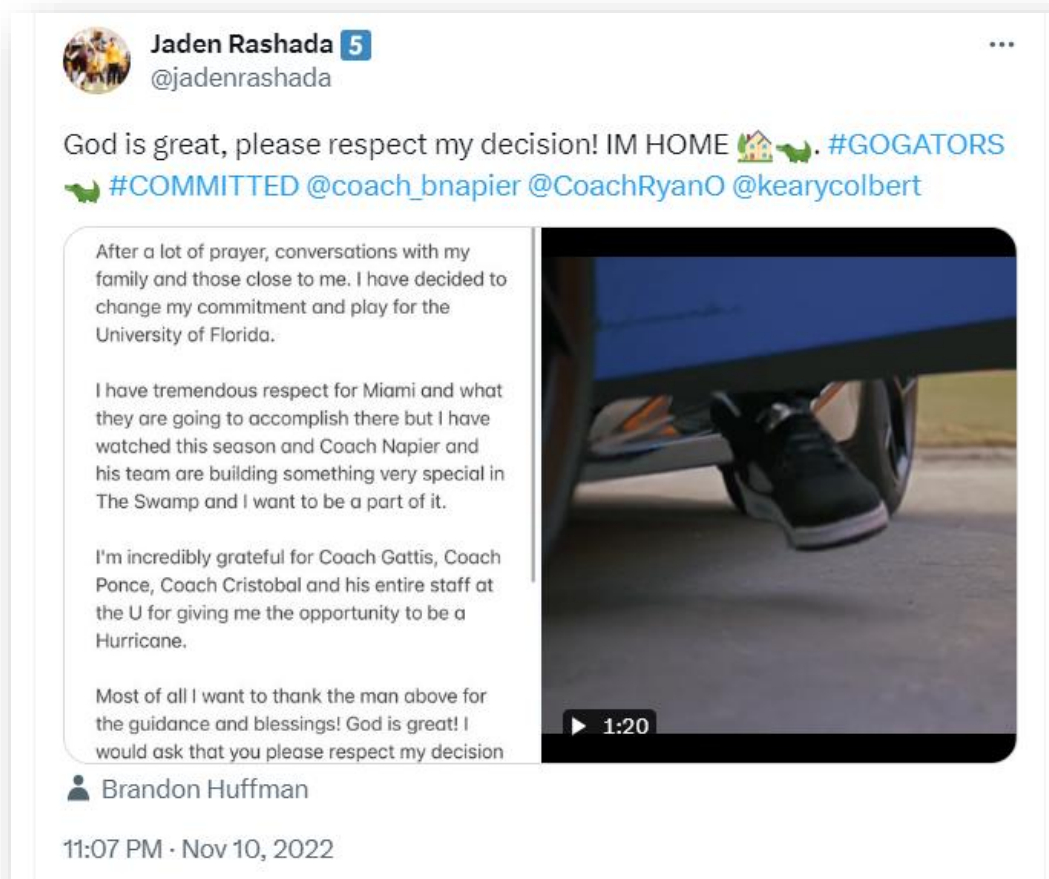 Jaden Rashada 5
@jadenrashada
God is great, please respect my decision! IM HOME 🏡🐊. #GOGATORS
🐊 #COMMITTED @coach_bnapier @CoachRyanO @kearycolbert
After a lot of prayer, conversations with my
family and those close to me. I have decided to
change my commitment and play for the
University of Florida.
I have tremendous respect for Miami and what
they are going to accomplish there but I have
watched this season and Coach Napier and
his team are building something very special in
The Swamp and I want to be a part of it.
I'm incredibly grateful for Coach Gattis, Coach
Ponce, Coach Cristobal and his entire staff at
the U for giving me the opportunity to be a
Hurricane.
Most of all I want to thank the man above for
the guidance and blessings! God is great! I
would ask that you please respect my decision
1:20
Brandon Huffman
11:07 PM · Nov 10, 2022